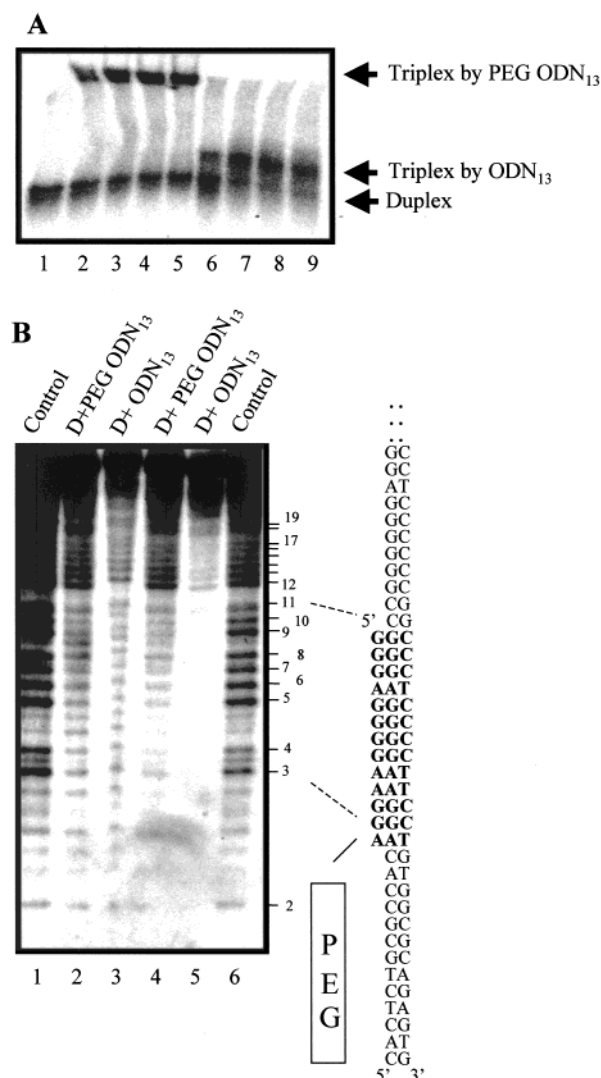 A
Triplex by PEG ODN13
Triplex by ODN13
Duplex
1 2 3 4 5 6 7 8 9
B
Control
D+PEG ODN13
D+ ODN13
D+ PEG ODN13
D+ ODN13
Control
19
17
12
11
10
9
8
7
6
5
4
3
2
1 2 3 4 5 6
GC
GC
AT
GC
GC
GC
GC
GC
GC
CG
5' CG
GGC
GGC
GGC
AAT
GGC
GGC
GGC
GGC
AAT
AAT
GGC
GGC
AAT
CG
AT
CG
CG
GC
CG
GC
TA
CG
TA
CG
AT
CG
5' 3'
PEG